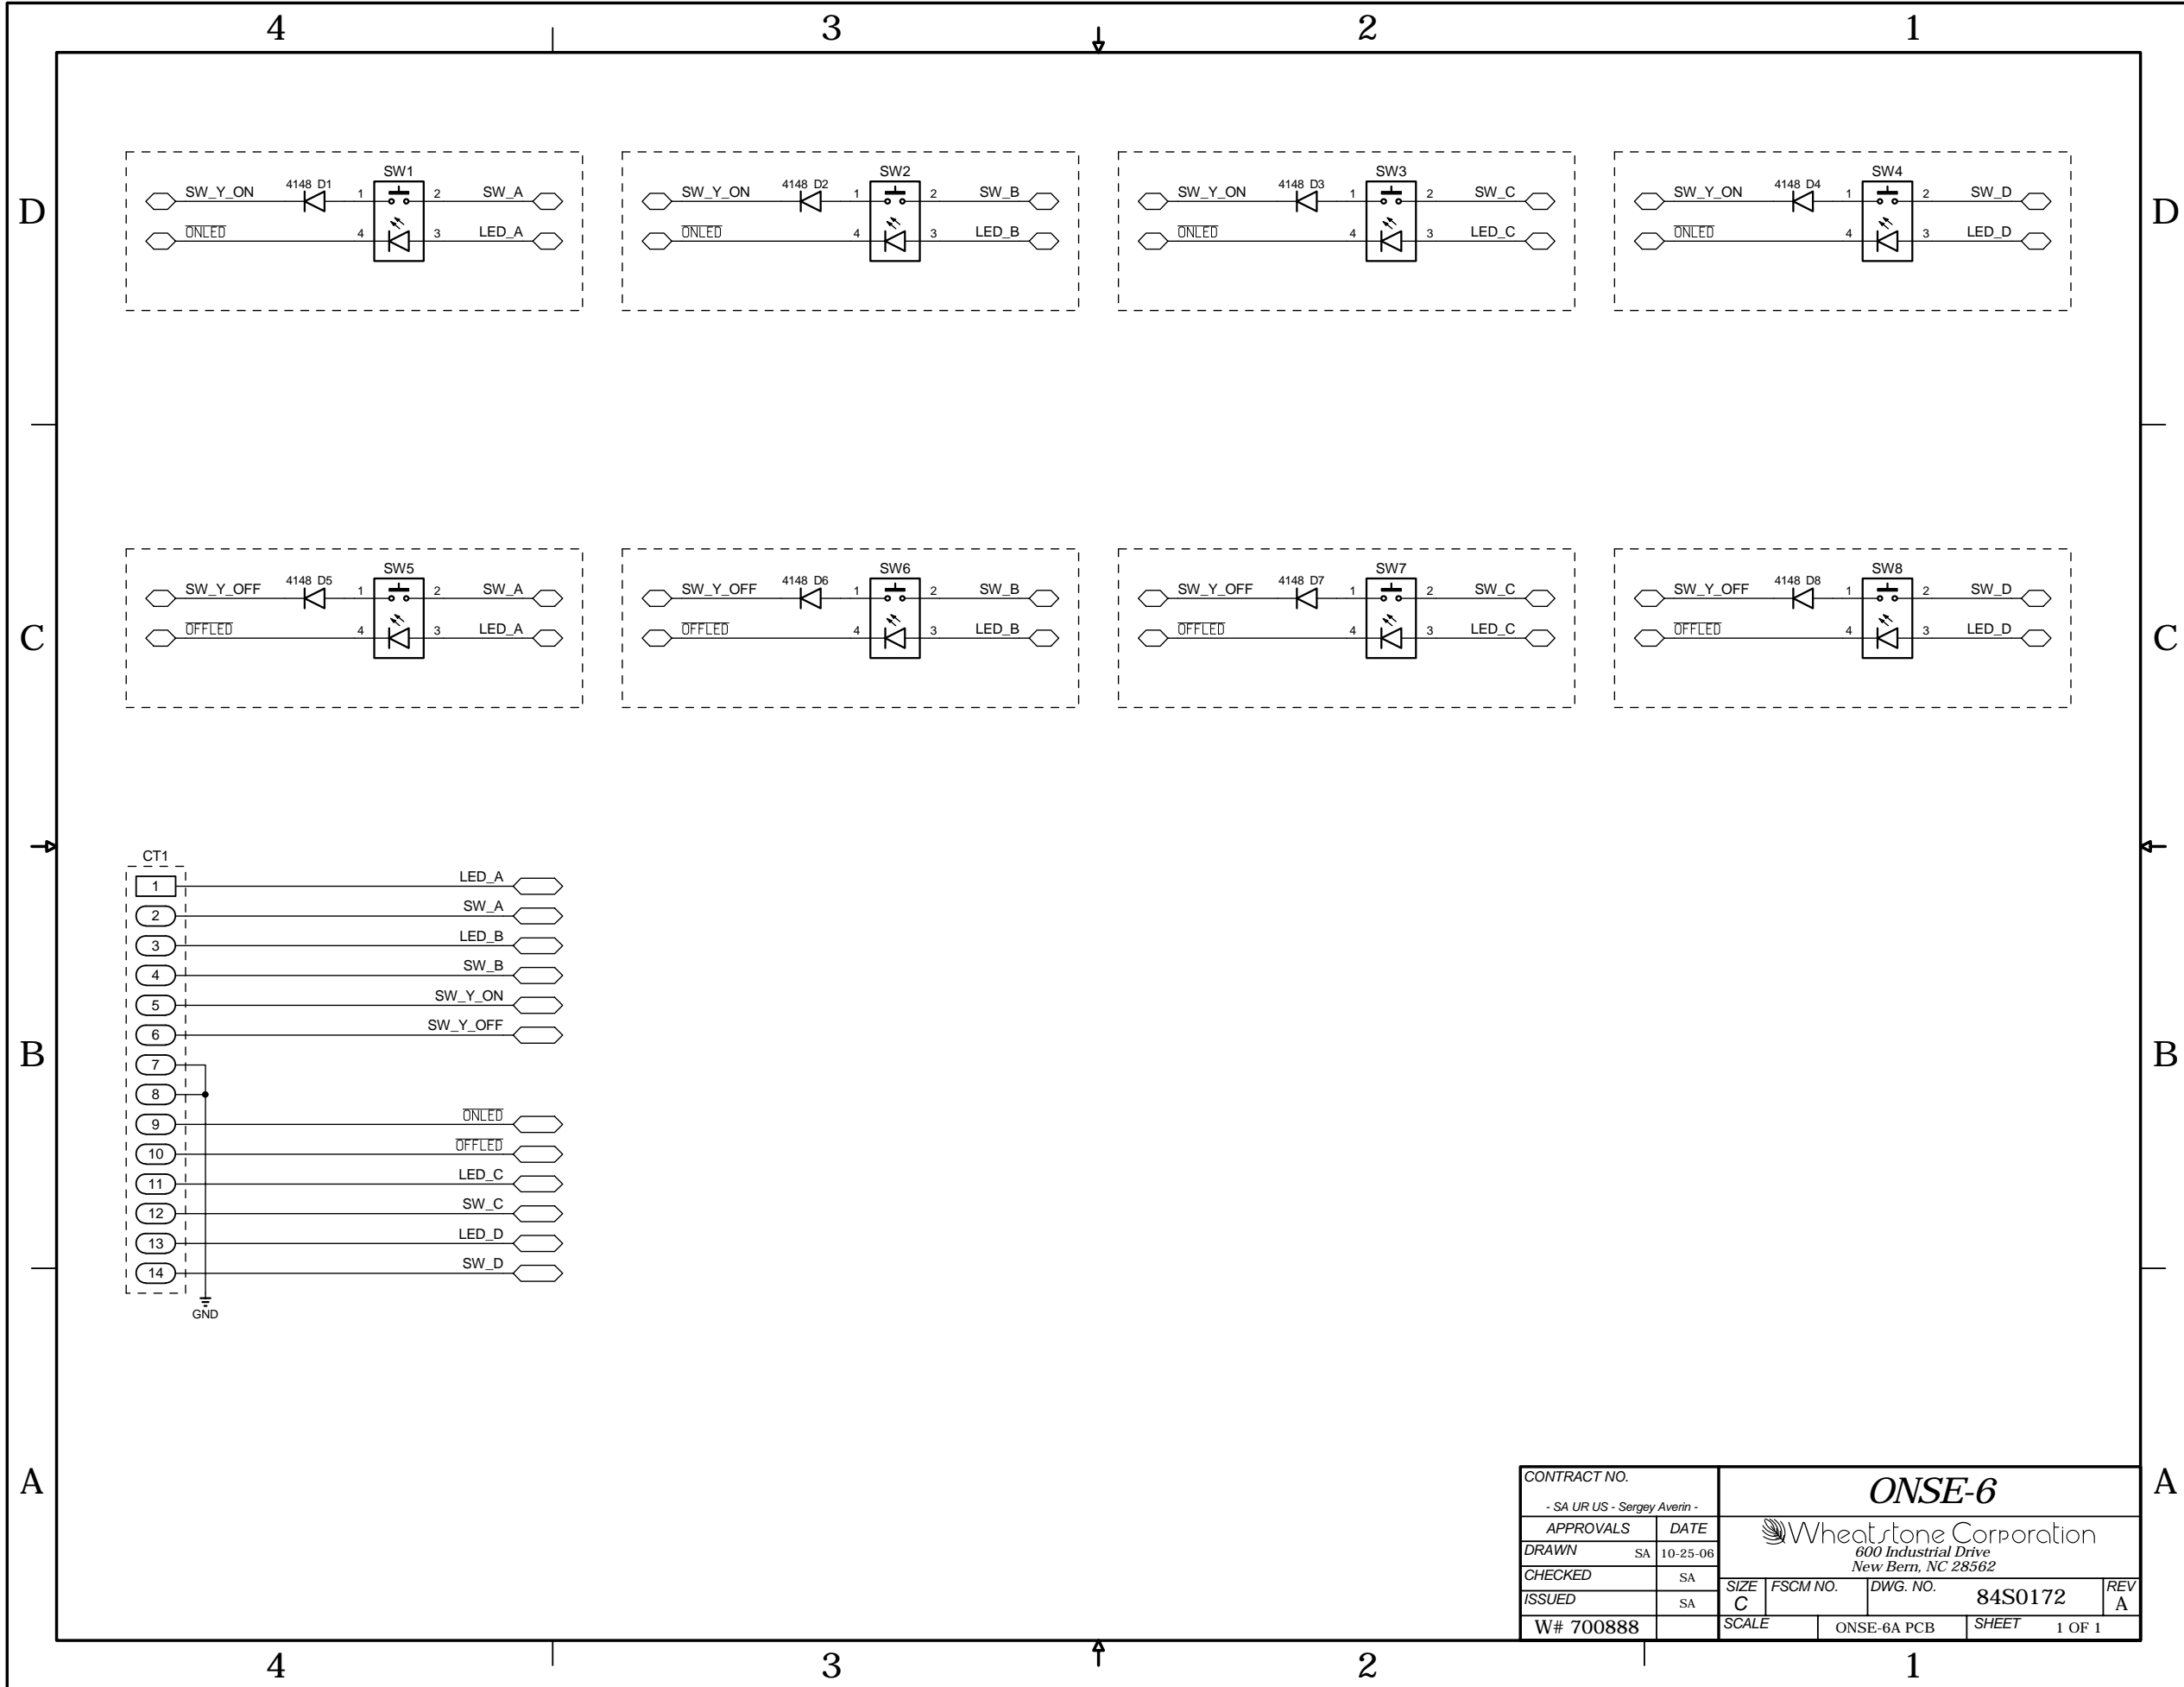 4 3 2 1
D D
SW1
SW_Y_ON 4148 D1 1 2 SW_A
ONLED 4 3 LED_A
SW2
SW_Y_ON 4148 D2 1 2 SW_B
ONLED 4 3 LED_B
SW3
SW_Y_ON 4148 D3 1 2 SW_C
ONLED 4 3 LED_C
SW4
SW_Y_ON 4148 D4 1 2 SW_D
ONLED 4 3 LED_D
C C
SW5
SW_Y_OFF 4148 D5 1 2 SW_A
OFFLED 4 3 LED_A
SW6
SW_Y_OFF 4148 D6 1 2 SW_B
OFFLED 4 3 LED_B
SW7
SW_Y_OFF 4148 D7 1 2 SW_C
OFFLED 4 3 LED_C
SW8
SW_Y_OFF 4148 D8 1 2 SW_D
OFFLED 4 3 LED_D
B B
CT1
1 LED_A
2 SW_A
3 LED_B
4 SW_B
5 SW_Y_ON
6 SW_Y_OFF
7
8
9 ONLED
10 OFFLED
11 LED_C
12 SW_C
13 LED_D
14 SW_D
GND
A A
CONTRACT NO.
- SA UR US - Sergey Averin -
APPROVALS DATE
DRAWN SA 10-25-06
CHECKED SA
ISSUED SA
W# 700888
ONSE-6
Wheatstone Corporation
600 Industrial Drive
New Bern, NC 28562
SIZE C FSCM NO. DWG. NO. 84S0172 REV A
SCALE ONSE-6A PCB SHEET 1 OF 1
4 3 2 1